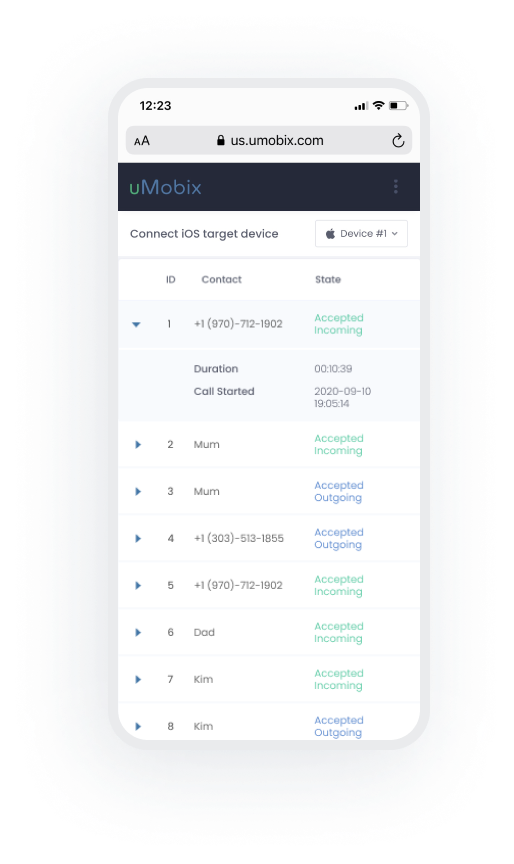 12:23
AA us.umobix.com
uMobix
Connect iOS target device Device #1
ID Contact State
1 +1 (970)-712-1902 Accepted
Incoming
Duration 00:10:39
Call Started 2020-09-10
19:05:14
2 Mum Accepted
Incoming
3 Mum Accepted
Outgoing
4 +1 (303)-513-1855 Accepted
Outgoing
5 +1 (970)-712-1902 Accepted
Incoming
6 Dad Accepted
Incoming
7 Kim Accepted
Incoming
8 Kim Accepted
Outgoing